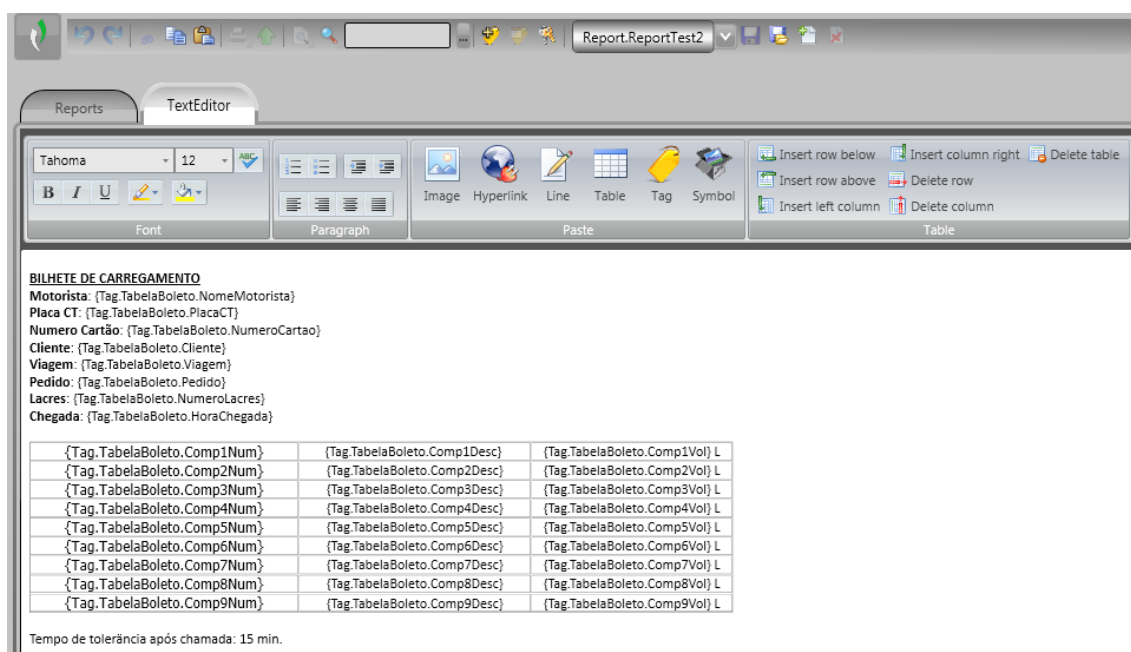 Report.ReportTest2
Reports TextEditor
Tahoma 12 ABC
B I U
Image Hyperlink Line Table Tag Symbol
Insert row below Insert column right Delete table
Insert row above Delete row
Insert left column Delete column
Font Paragraph Paste Table
BILHETE DE CARREGAMENTO
Motorista: {Tag.TabelaBoleto.NomeMotorista}
Placa CT: {Tag.TabelaBoleto.PlacaCT}
Numero Cartão: {Tag.TabelaBoleto.NumeroCartao}
Cliente: {Tag.TabelaBoleto.Cliente}
Viagem: {Tag.TabelaBoleto.Viagem}
Pedido: {Tag.TabelaBoleto.Pedido}
Lacres: {Tag.TabelaBoleto.NumeroLacres}
Chegada: {Tag.TabelaBoleto.HoraChegada}
{Tag.TabelaBoleto.Comp1Num} {Tag.TabelaBoleto.Comp1Desc} {Tag.TabelaBoleto.Comp1Vol} L
{Tag.TabelaBoleto.Comp2Num} {Tag.TabelaBoleto.Comp2Desc} {Tag.TabelaBoleto.Comp2Vol} L
{Tag.TabelaBoleto.Comp3Num} {Tag.TabelaBoleto.Comp3Desc} {Tag.TabelaBoleto.Comp3Vol} L
{Tag.TabelaBoleto.Comp4Num} {Tag.TabelaBoleto.Comp4Desc} {Tag.TabelaBoleto.Comp4Vol} L
{Tag.TabelaBoleto.Comp5Num} {Tag.TabelaBoleto.Comp5Desc} {Tag.TabelaBoleto.Comp5Vol} L
{Tag.TabelaBoleto.Comp6Num} {Tag.TabelaBoleto.Comp6Desc} {Tag.TabelaBoleto.Comp6Vol} L
{Tag.TabelaBoleto.Comp7Num} {Tag.TabelaBoleto.Comp7Desc} {Tag.TabelaBoleto.Comp7Vol} L
{Tag.TabelaBoleto.Comp8Num} {Tag.TabelaBoleto.Comp8Desc} {Tag.TabelaBoleto.Comp8Vol} L
{Tag.TabelaBoleto.Comp9Num} {Tag.TabelaBoleto.Comp9Desc} {Tag.TabelaBoleto.Comp9Vol} L
Tempo de tolerância após chamada: 15 min.